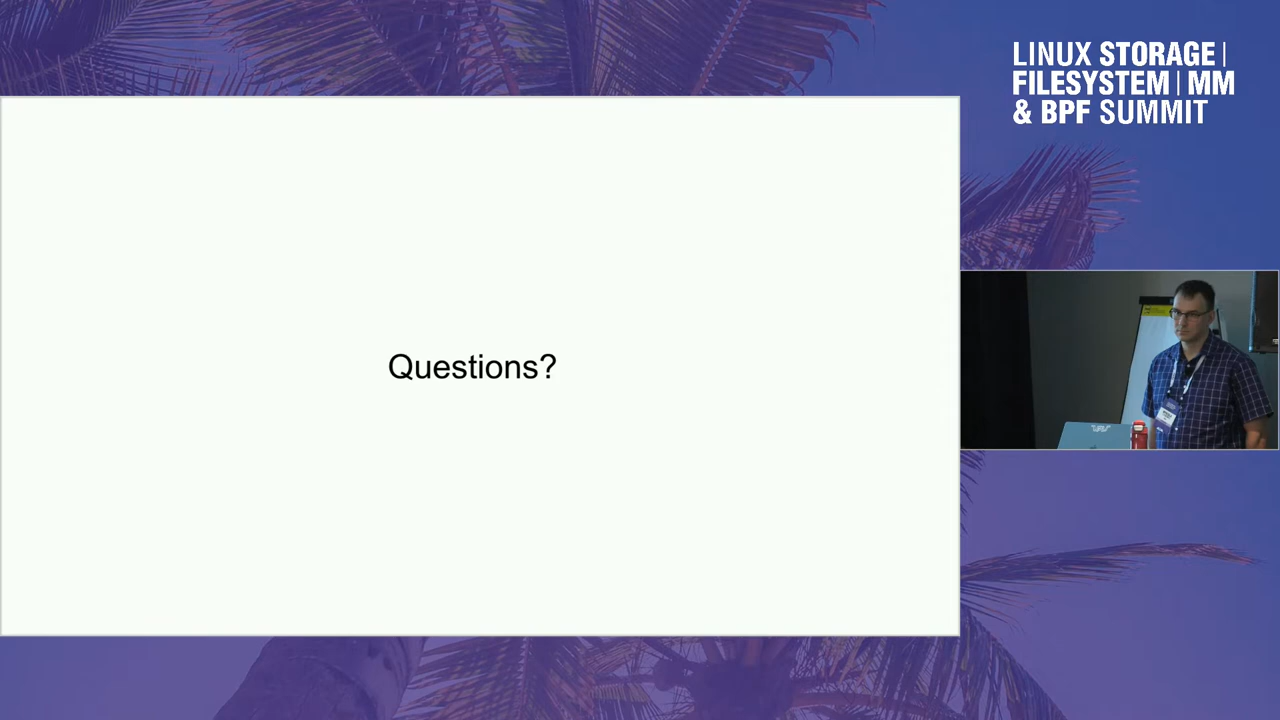 LINUX STORAGE |
FILESYSTEM | MM
& BPF SUMMIT
Questions?